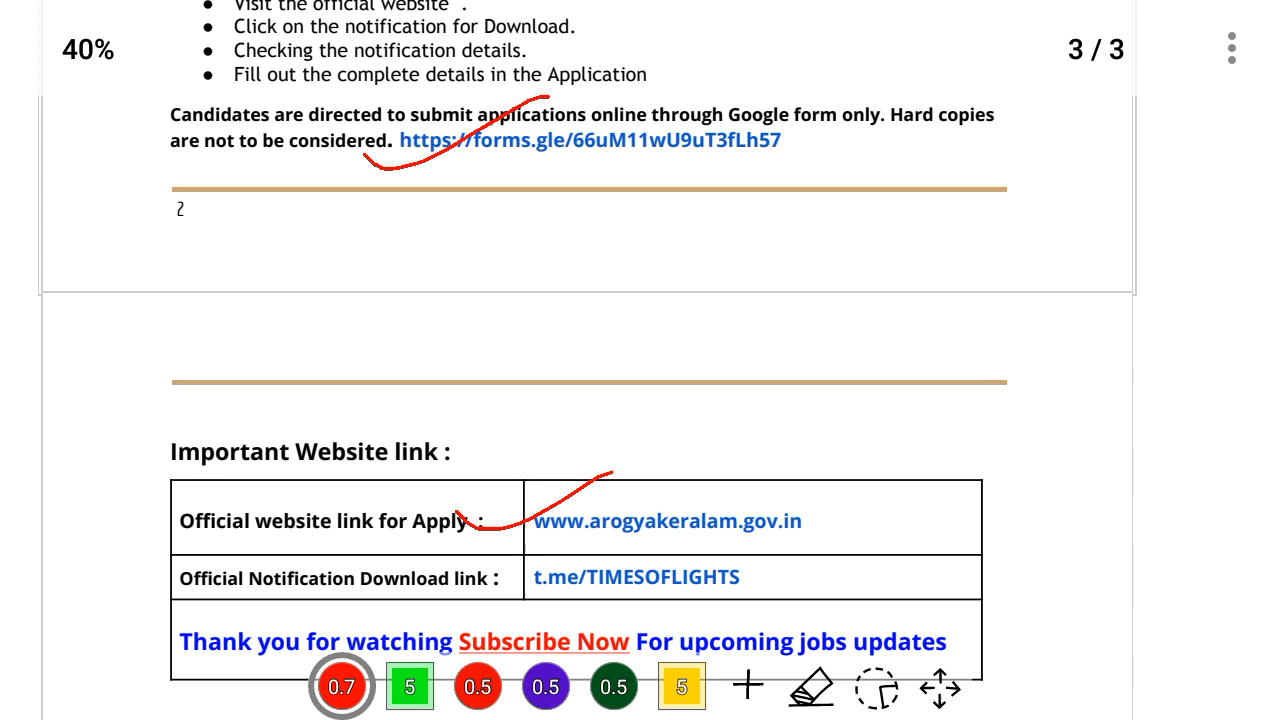 Visit the official website .
40%
● Click on the notification for Download.
3 / 3
● Checking the notification details.
● Fill out the complete details in the Application
Candidates are directed to submit applications online through Google form only. Hard copies
are not to be considered. https://forms.gle/66uM11wU9uT3fLh57
2
Important Website link :
Official website link for Apply : www.arogyakeralam.gov.in
Official Notification Download link : t.me/TIMESOFLIGHTS
Thank you for watching Subscribe Now For upcoming jobs updates
0.7 5 0.5 0.5 0.5 5